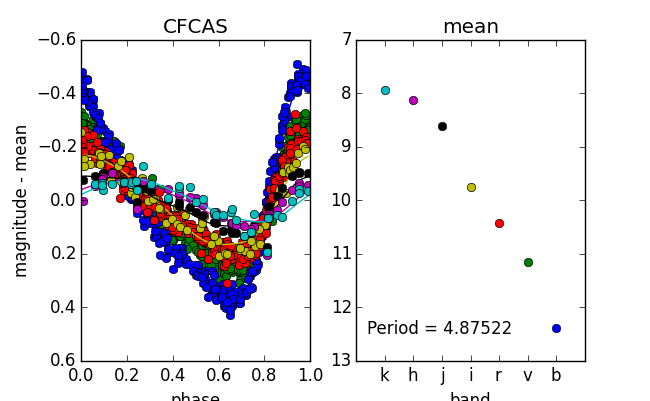 CFCAS
mean
magnitude - mean
−0.6
−0.4
−0.2
0.0
0.2
0.4
0.6
0.0 0.2 0.4 0.6 0.8 1.0
phase
7
8
9
10
11
12
13
Period = 4.87522
k h j i r v b
band